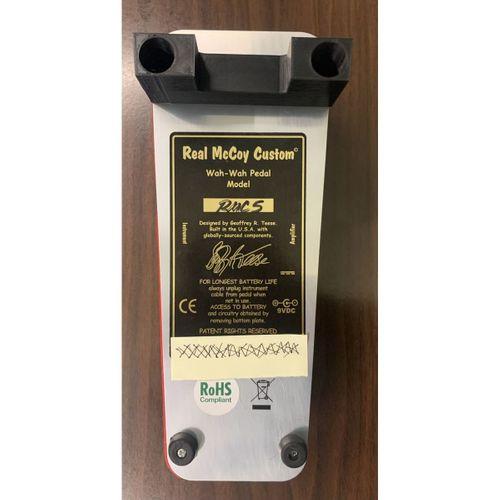 Real McCoy Custom©
Wah-Wah Pedal
Model
RMC5
Designed by Geoffrey R. Teese.
Built in the U.S.A. with
globally-sourced components.
Instrument
Amplifier
FOR LONGEST BATTERY LIFE
always unplug instrument
cable from pedal when
not in use.
ACCESS TO BATTERY
and circuitry obtained by
removing bottom plate.
CE
9VDC
PATENT RIGHTS RESERVED
RoHS
Compliant